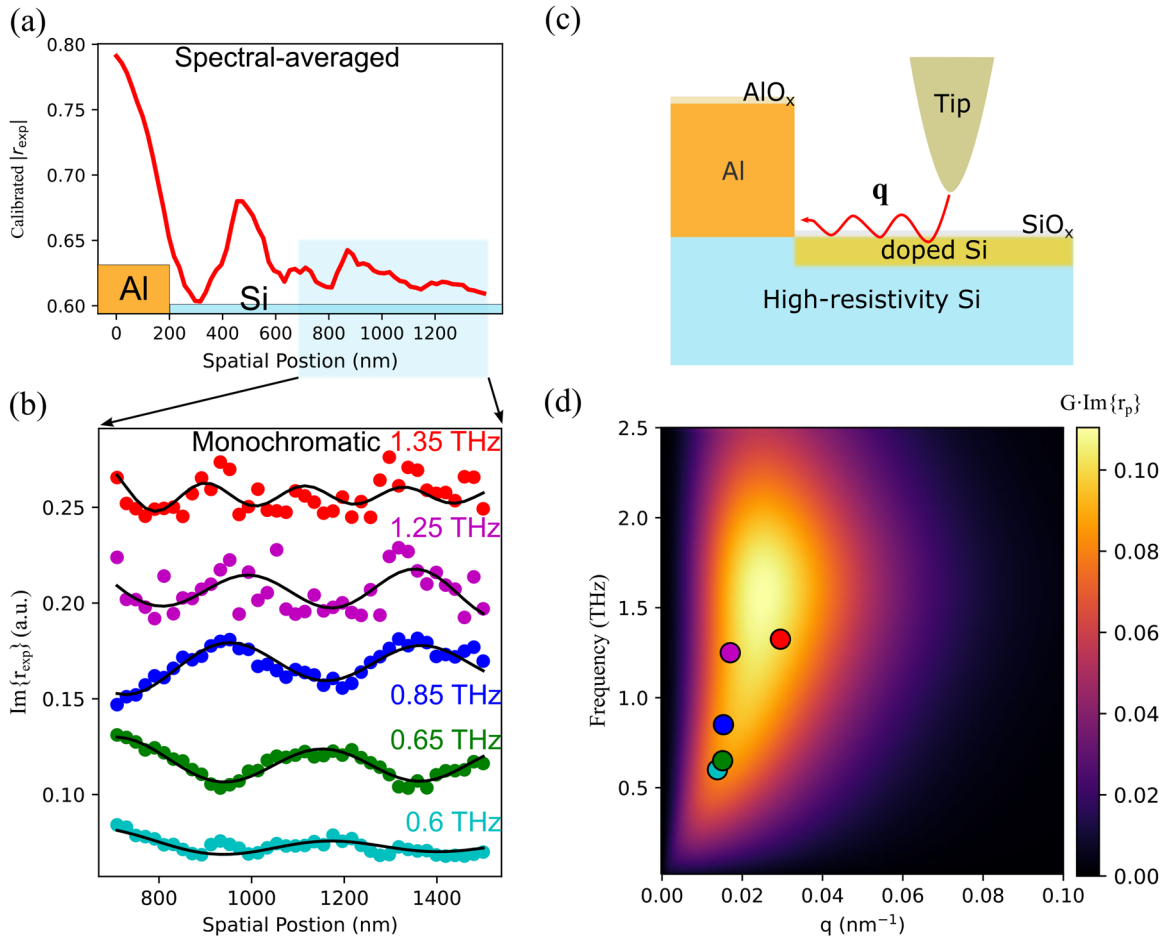 (a)
Spectral-averaged
Calibrated |r_exp|
0.80
0.75
0.70
0.65
0.60
Al
Si
0 200 400 600 800 1000 1200
Spatial Postion (nm)
(b)
Monochromatic
1.35 THz
1.25 THz
0.85 THz
0.65 THz
0.6 THz
Im{r_exp} (a.u.)
0.25
0.20
0.15
0.10
800 1000 1200 1400
Spatial Postion (nm)
(c)
AlOx
Al
Tip
q
SiOx
doped Si
High-resistivity Si
(d)
G·Im{r_p}
Frequency (THz)
2.5
2.0
1.5
1.0
0.5
0.00 0.02 0.04 0.06 0.08 0.10
q (nm⁻¹)
0.10
0.08
0.06
0.04
0.02
0.00